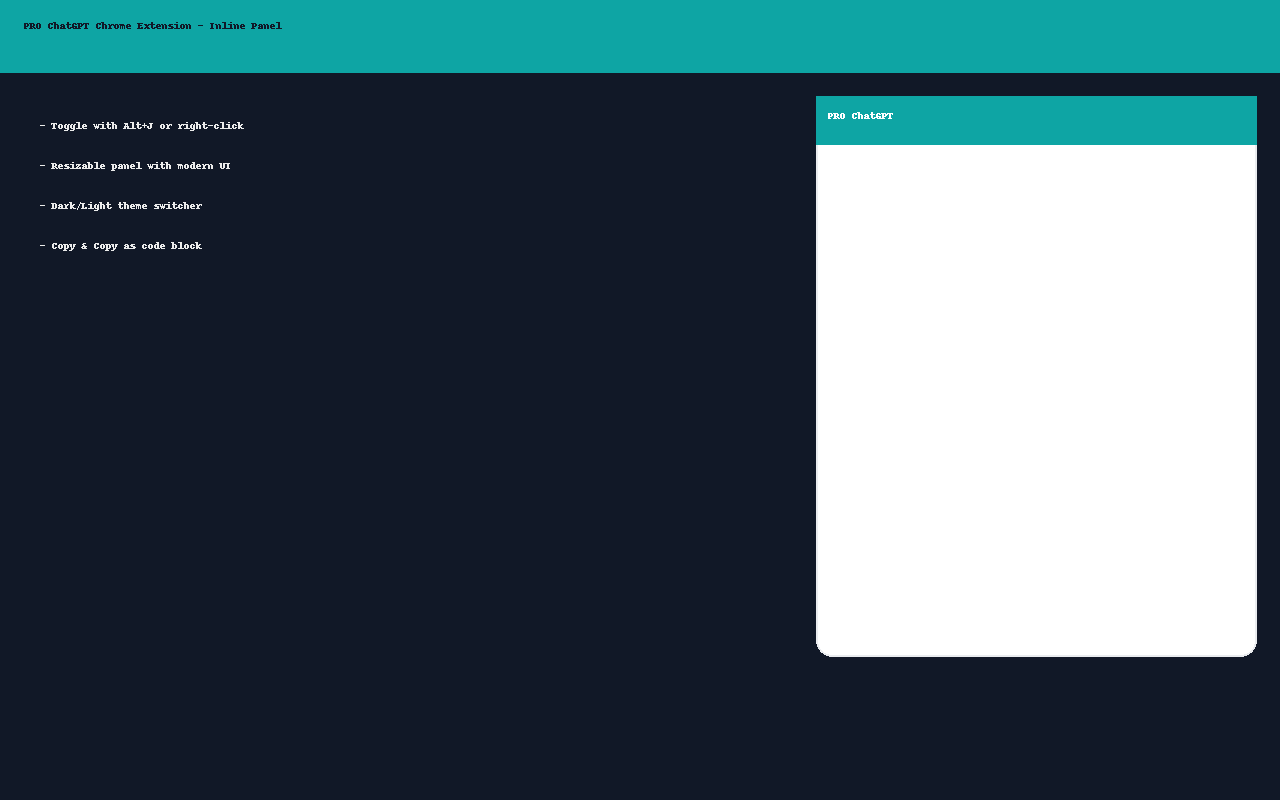 PRO ChatGPT Chrome Extension - Inline Panel
- Toggle with Alt+J or right-click
- Resizable panel with modern UI
- Dark/Light theme switcher
- Copy & Copy as code block
PRO ChatGPT